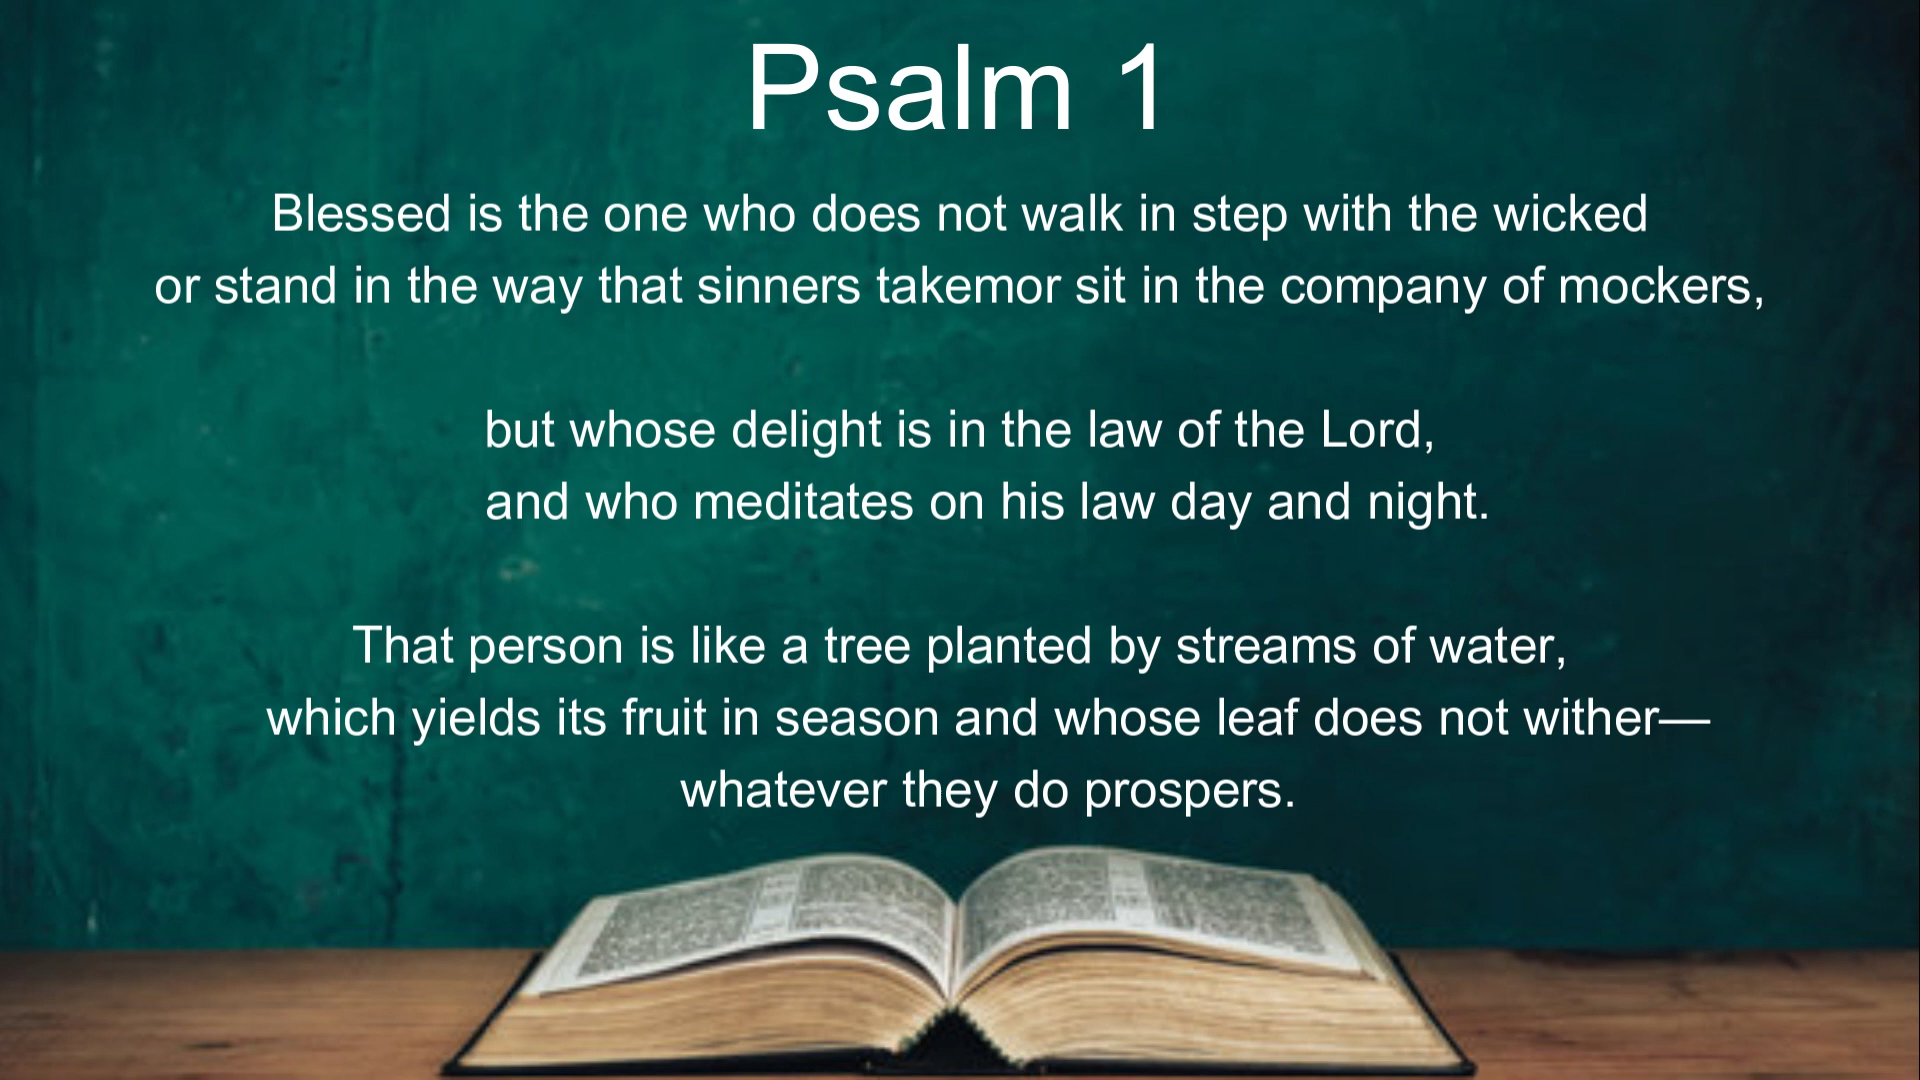 Psalm 1
Blessed is the one who does not walk in step with the wicked
or stand in the way that sinners takemor sit in the company of mockers,
but whose delight is in the law of the Lord,
and who meditates on his law day and night.
That person is like a tree planted by streams of water,
which yields its fruit in season and whose leaf does not wither—
whatever they do prospers.